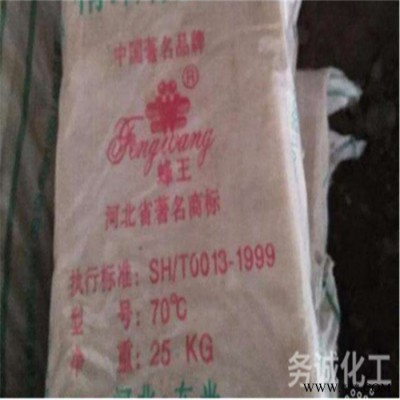 中国著名品牌
®
Fengwang
蜂王
河北省著名商标
执行标准: SH/T0013-1999
型 号: 70℃
净 重: 25 KG
务诚化工